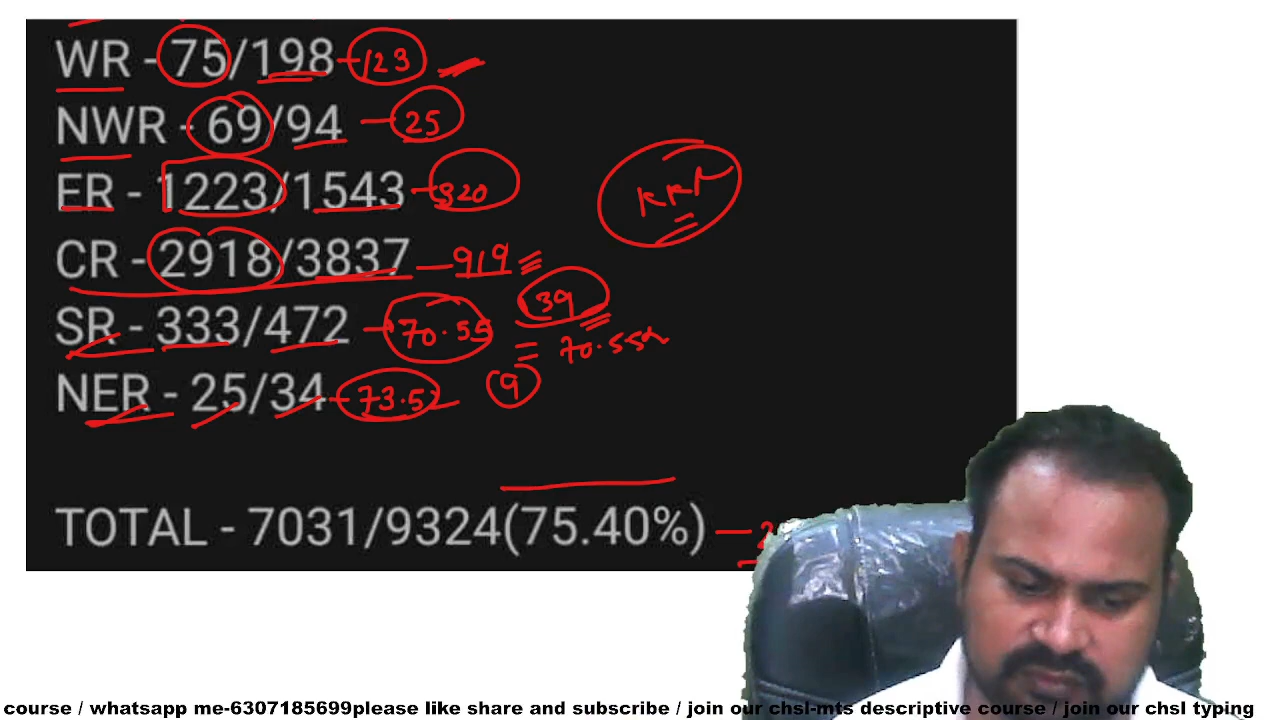 WR - 75/198 - 123
NWR - 69/94 - 25
ER - 1223/1543 - 320
CR - 2918/3837 - 919
39
SR - 333/472 - 70.55 = 70.55%
NER - 25/34 - 73.52 9
TOTAL - 7031/9324(75.40%) - 2
course / whatsapp me-6307185699please like share and subscribe / join our chsl-mts descriptive course / join our chsl typing